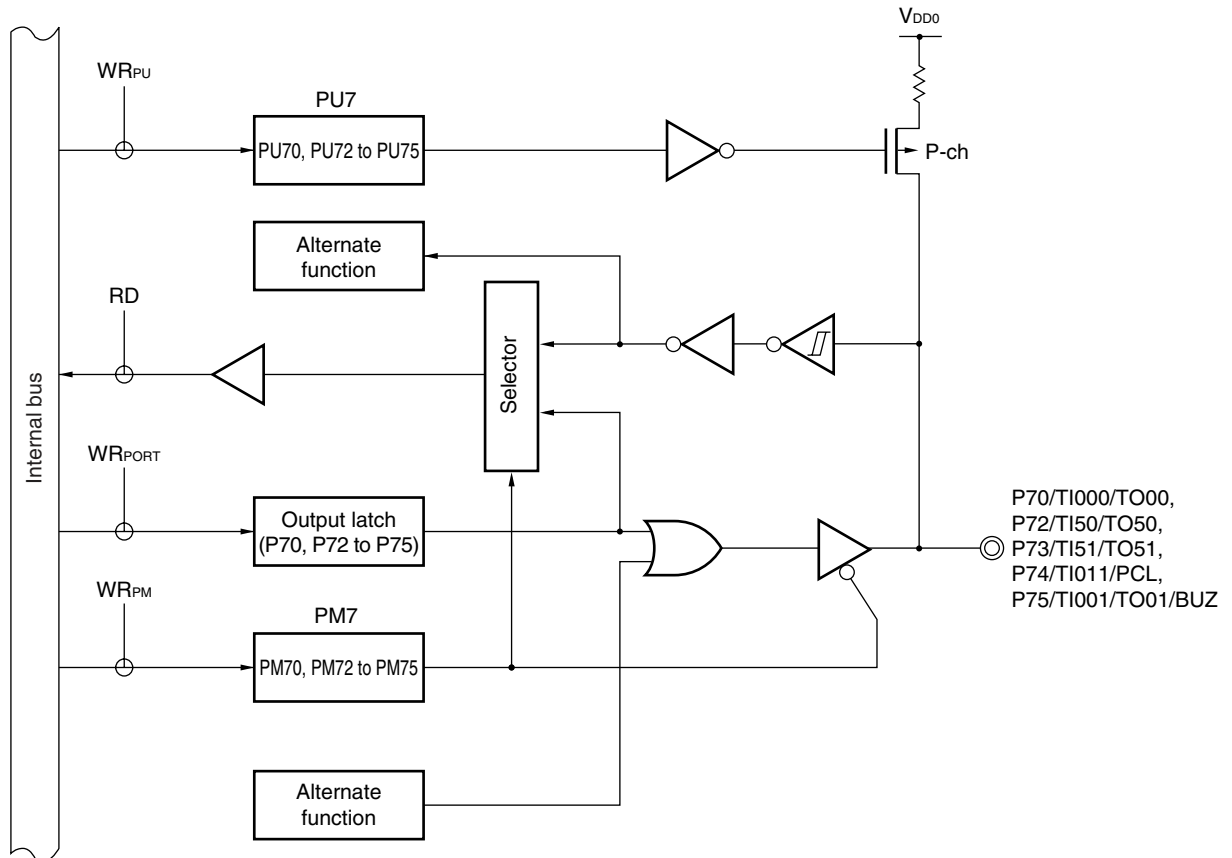 VDD0
WRPU
PU7
PU70, PU72 to PU75
P-ch
Alternate
function
RD
Selector
Internal bus
WRPORT
Output latch
(P70, P72 to P75)
P70/TI000/TO00,
P72/TI50/TO50,
P73/TI51/TO51,
P74/TI011/PCL,
P75/TI001/TO01/BUZ
WRPM
PM7
PM70, PM72 to PM75
Alternate
function